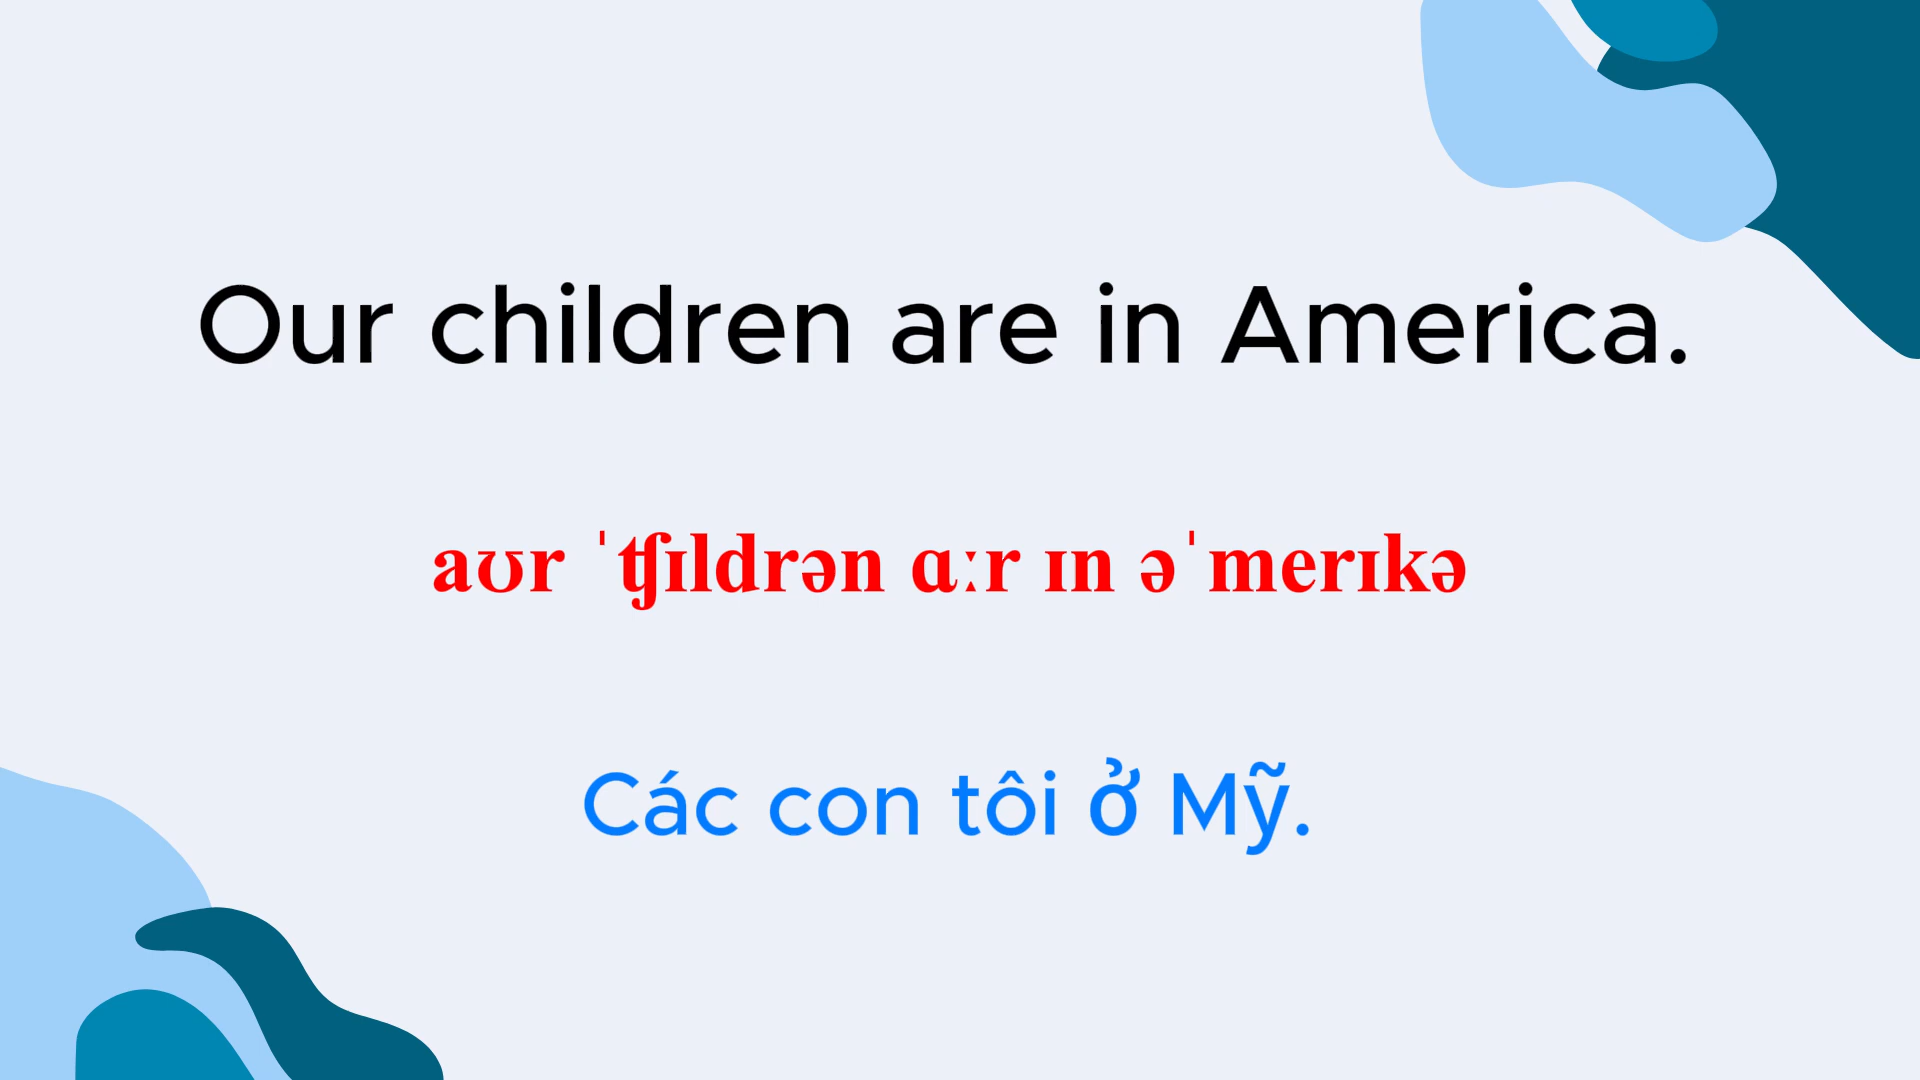 Our children are in America.
aʊr ˈʧɪldrən ɑːr ɪn əˈmerɪkə
Các con tôi ở Mỹ.